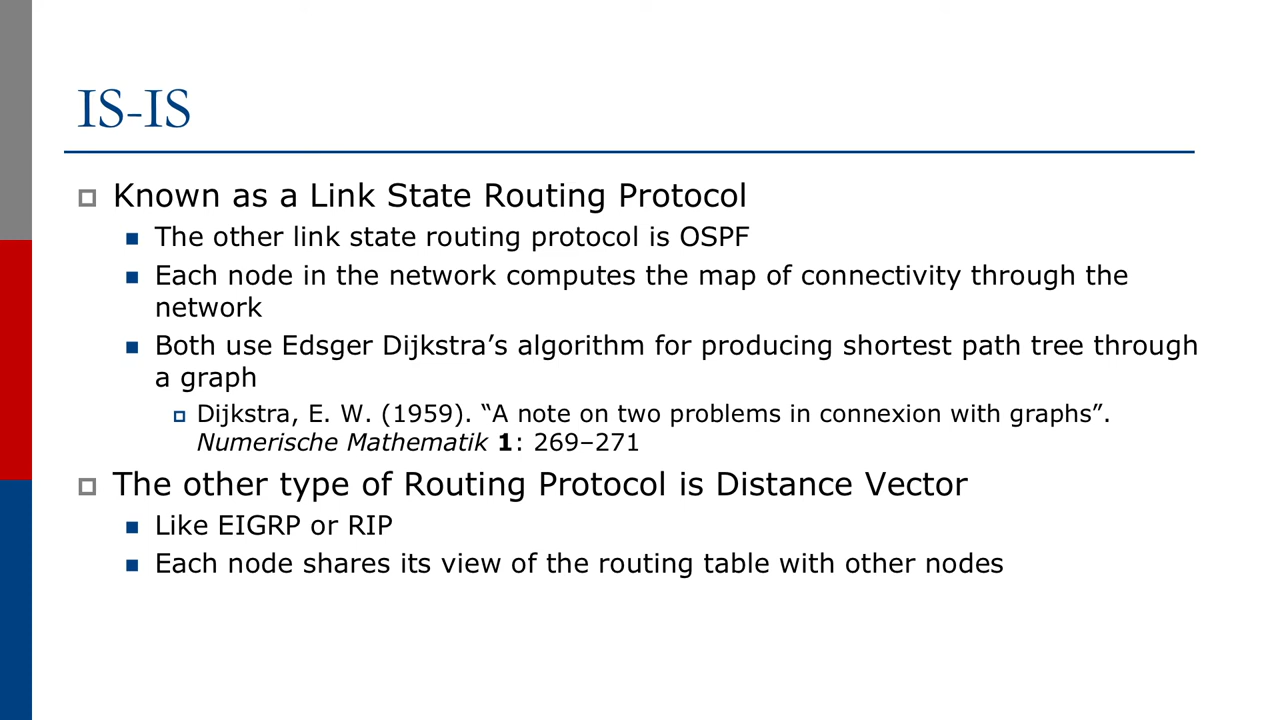 IS-IS
Known as a Link State Routing Protocol
The other link state routing protocol is OSPF
Each node in the network computes the map of connectivity through the
network
Both use Edsger Dijkstra’s algorithm for producing shortest path tree through
a graph
Dijkstra, E. W. (1959). “A note on two problems in connexion with graphs”.
Numerische Mathematik 1: 269–271
The other type of Routing Protocol is Distance Vector
Like EIGRP or RIP
Each node shares its view of the routing table with other nodes